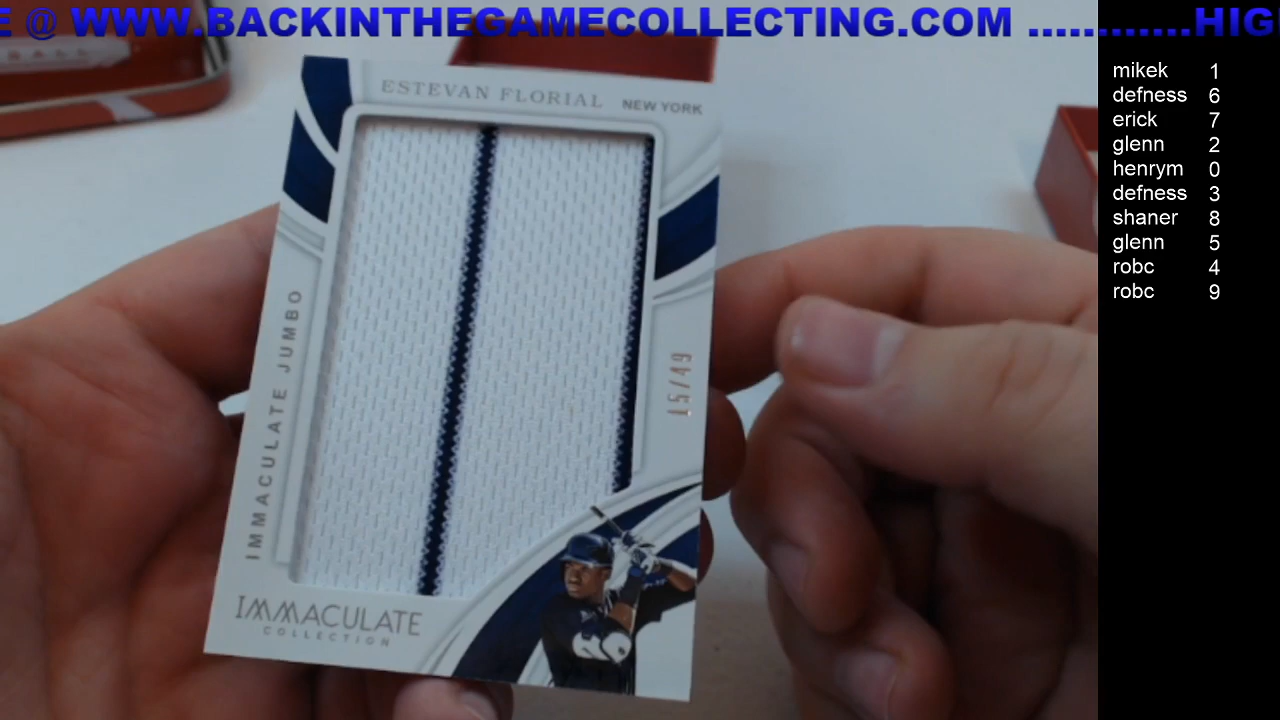 E @ WWW.BACKINTHEGAMECOLLECTING.COM ............HIG
ESTEVAN FLORIAL NEW YORK
IMMACULATE JUMBO
15/49
IMMACULATE
COLLECTION
mikek 1
defness 6
erick 7
glenn 2
henrym 0
defness 3
shaner 8
glenn 5
robc 4
robc 9